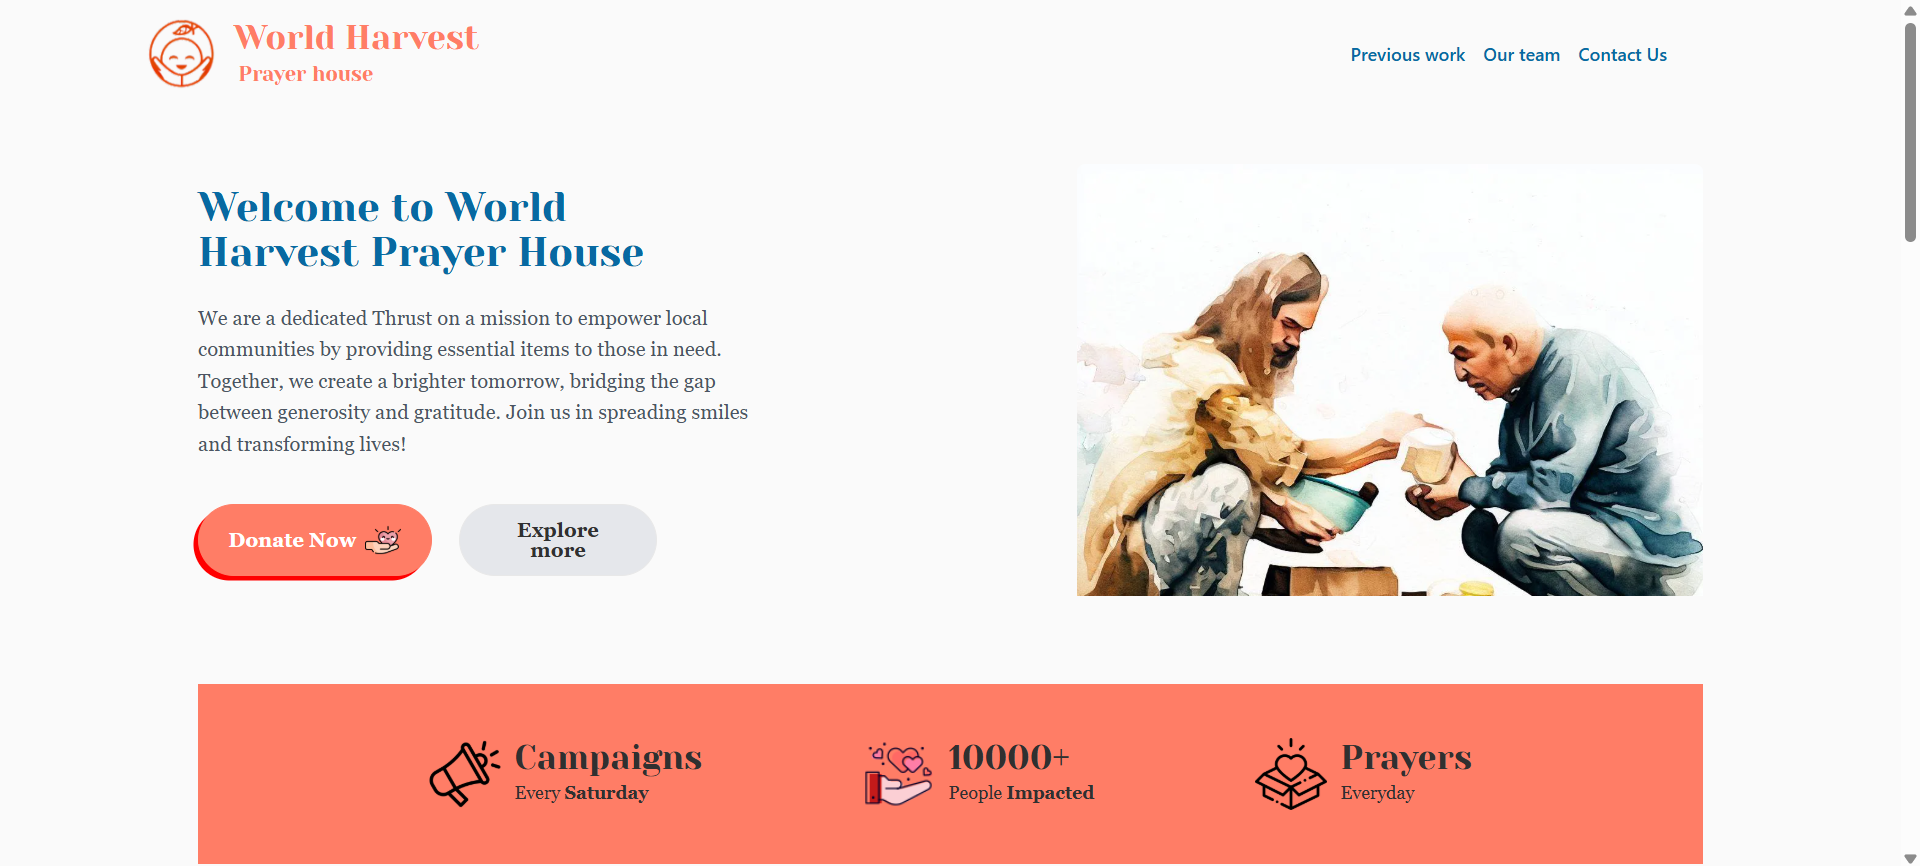 World Harvest
Prayer house
Previous work Our team Contact Us
Welcome to World
Harvest Prayer House
We are a dedicated Thrust on a mission to empower local
communities by providing essential items to those in need.
Together, we create a brighter tomorrow, bridging the gap
between generosity and gratitude. Join us in spreading smiles
and transforming lives!
Donate Now
Explore
more
Campaigns
Every Saturday
10000+
People Impacted
Prayers
Everyday